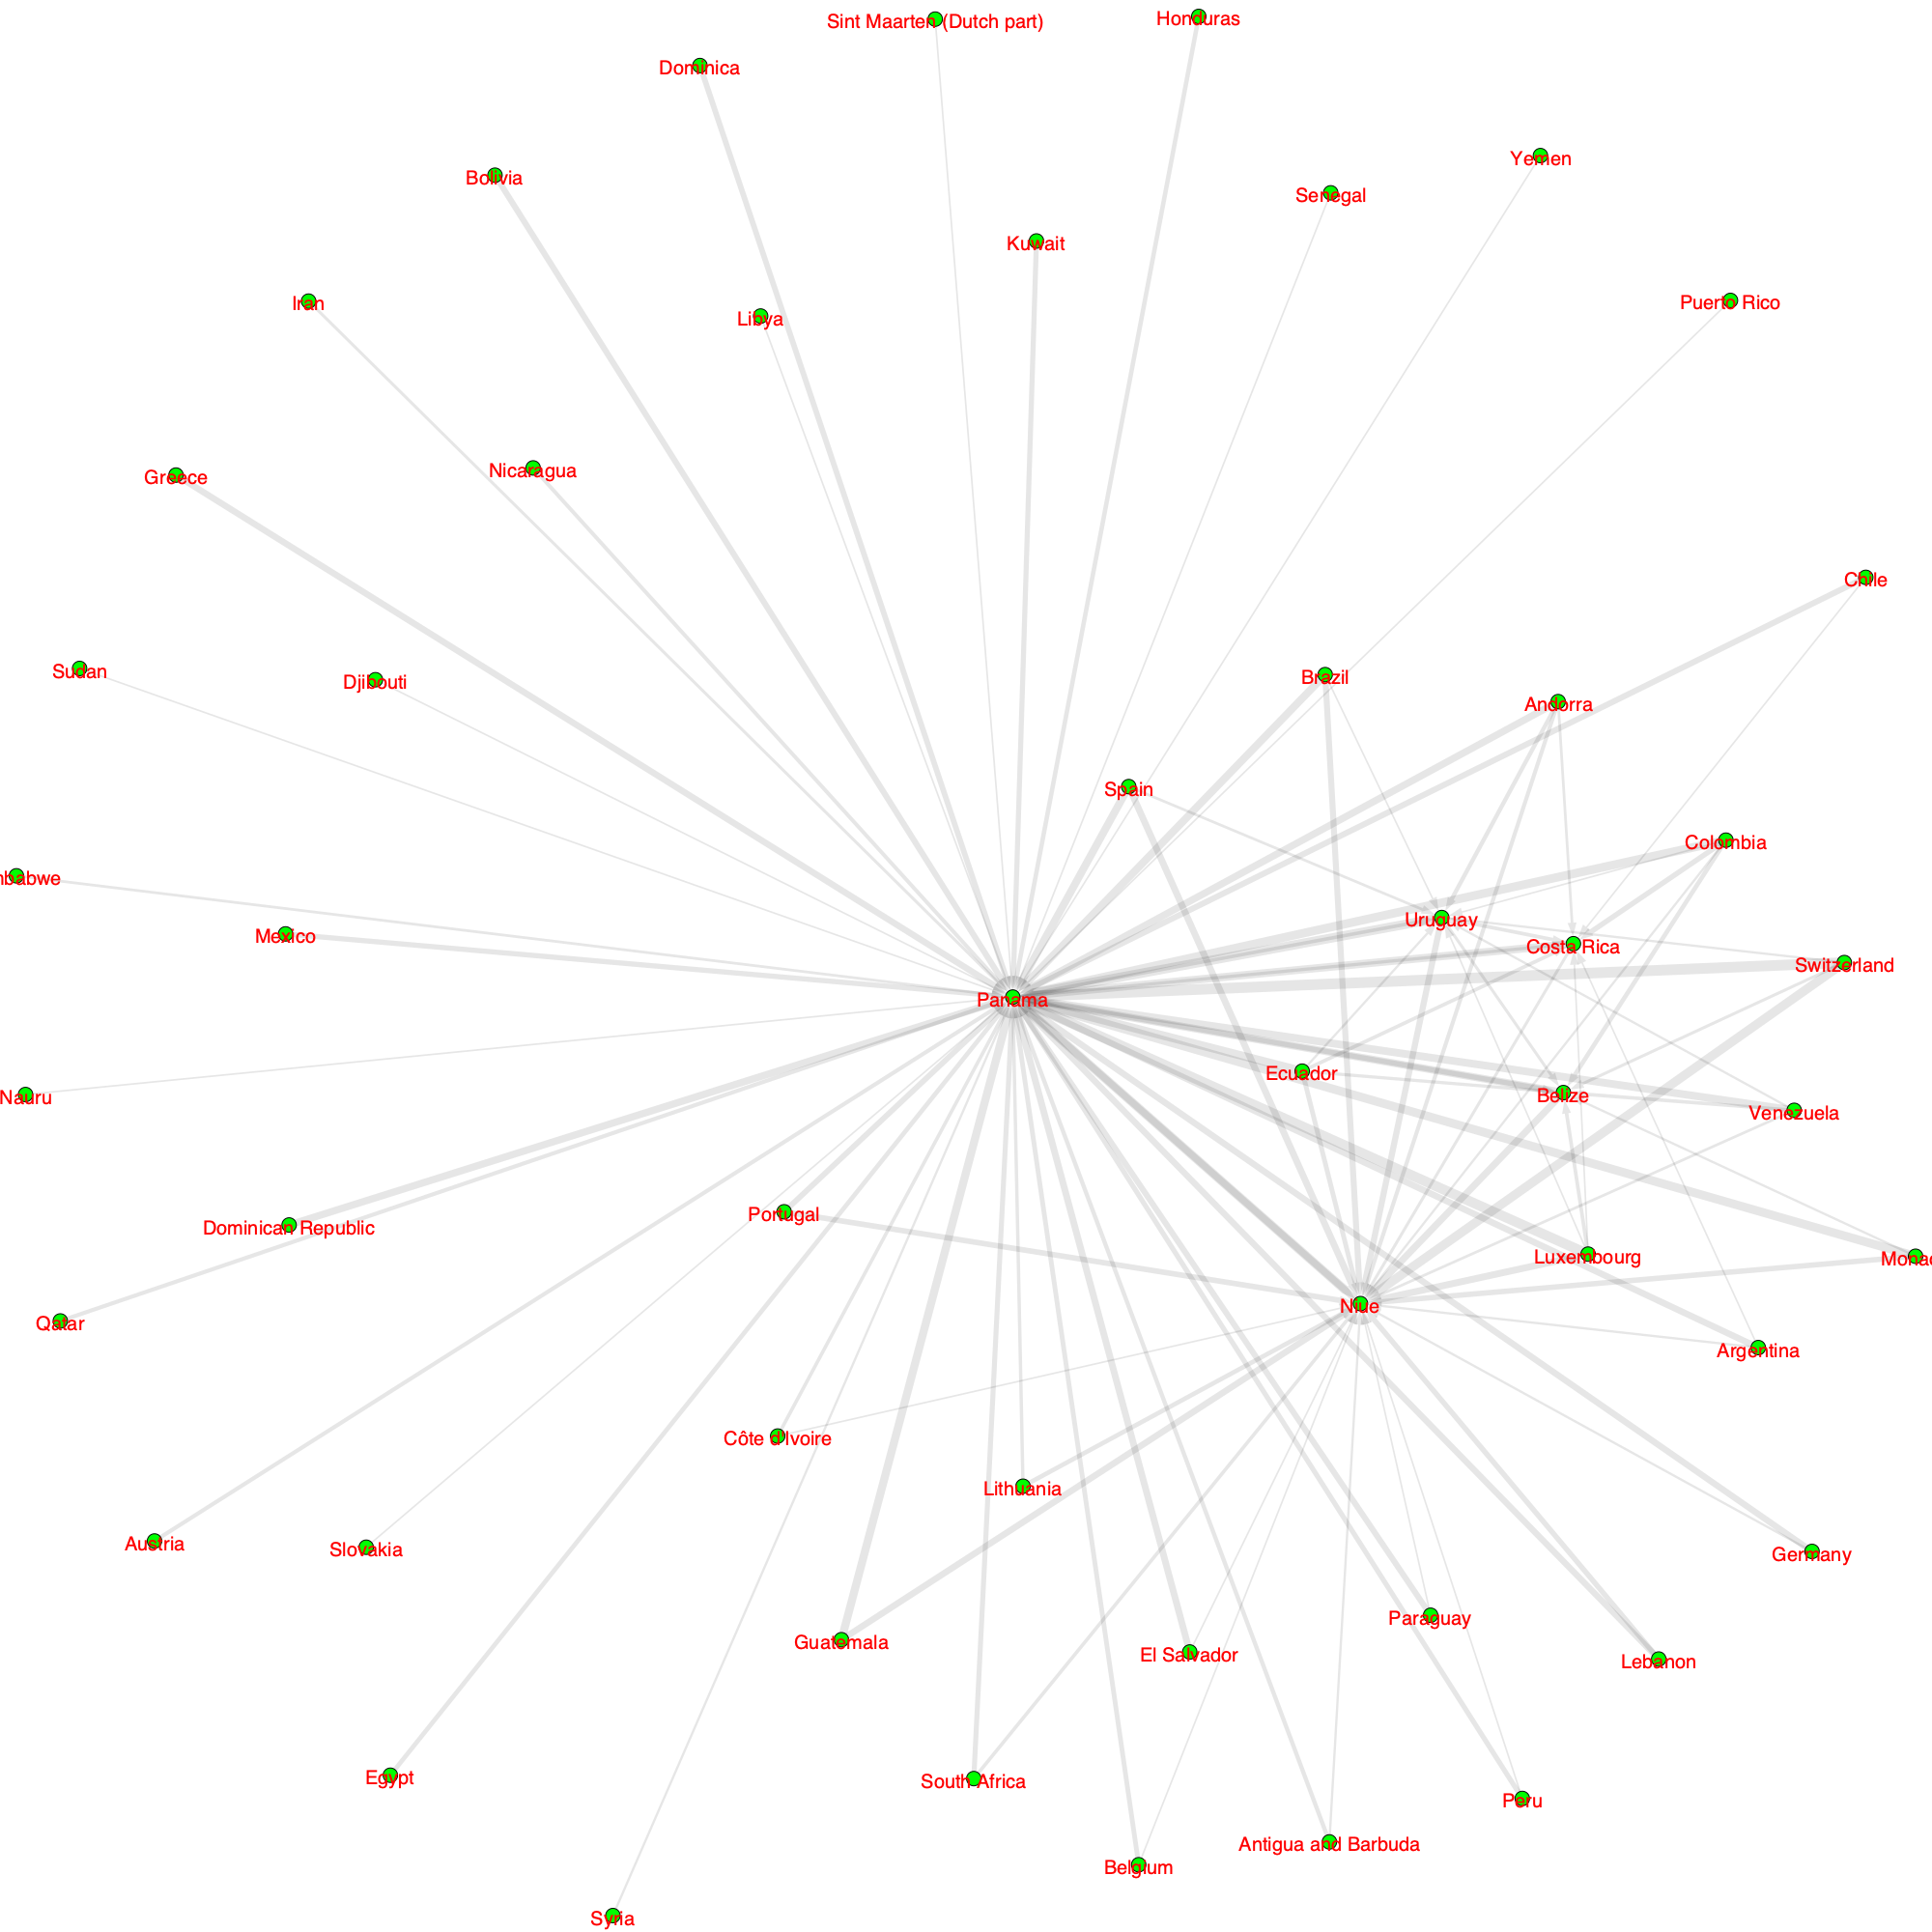 Honduras
Sint Maarten (Dutch part)
Dominica
Yemen
Bolivia
Senegal
Kuwait
Iran
Puerto Rico
Libya
Nicaragua
Greece
Chile
Sudan
Brazil
Djibouti
Andorra
Spain
Colombia
nbabwe
Uruguay
Mexico
Costa Rica
Switzerland
Panama
Ecuador
Belize
Nauru
Venezuela
Portugal
Dominican Republic
Luxembourg
Mona
Niue
Qatar
Argentina
Côte d'Ivoire
Lithuania
Austria
Slovakia
Germany
Paraguay
Guatemala
El Salvador
Lebanon
Egypt
South Africa
Peru
Antigua and Barbuda
Belgium
Syria